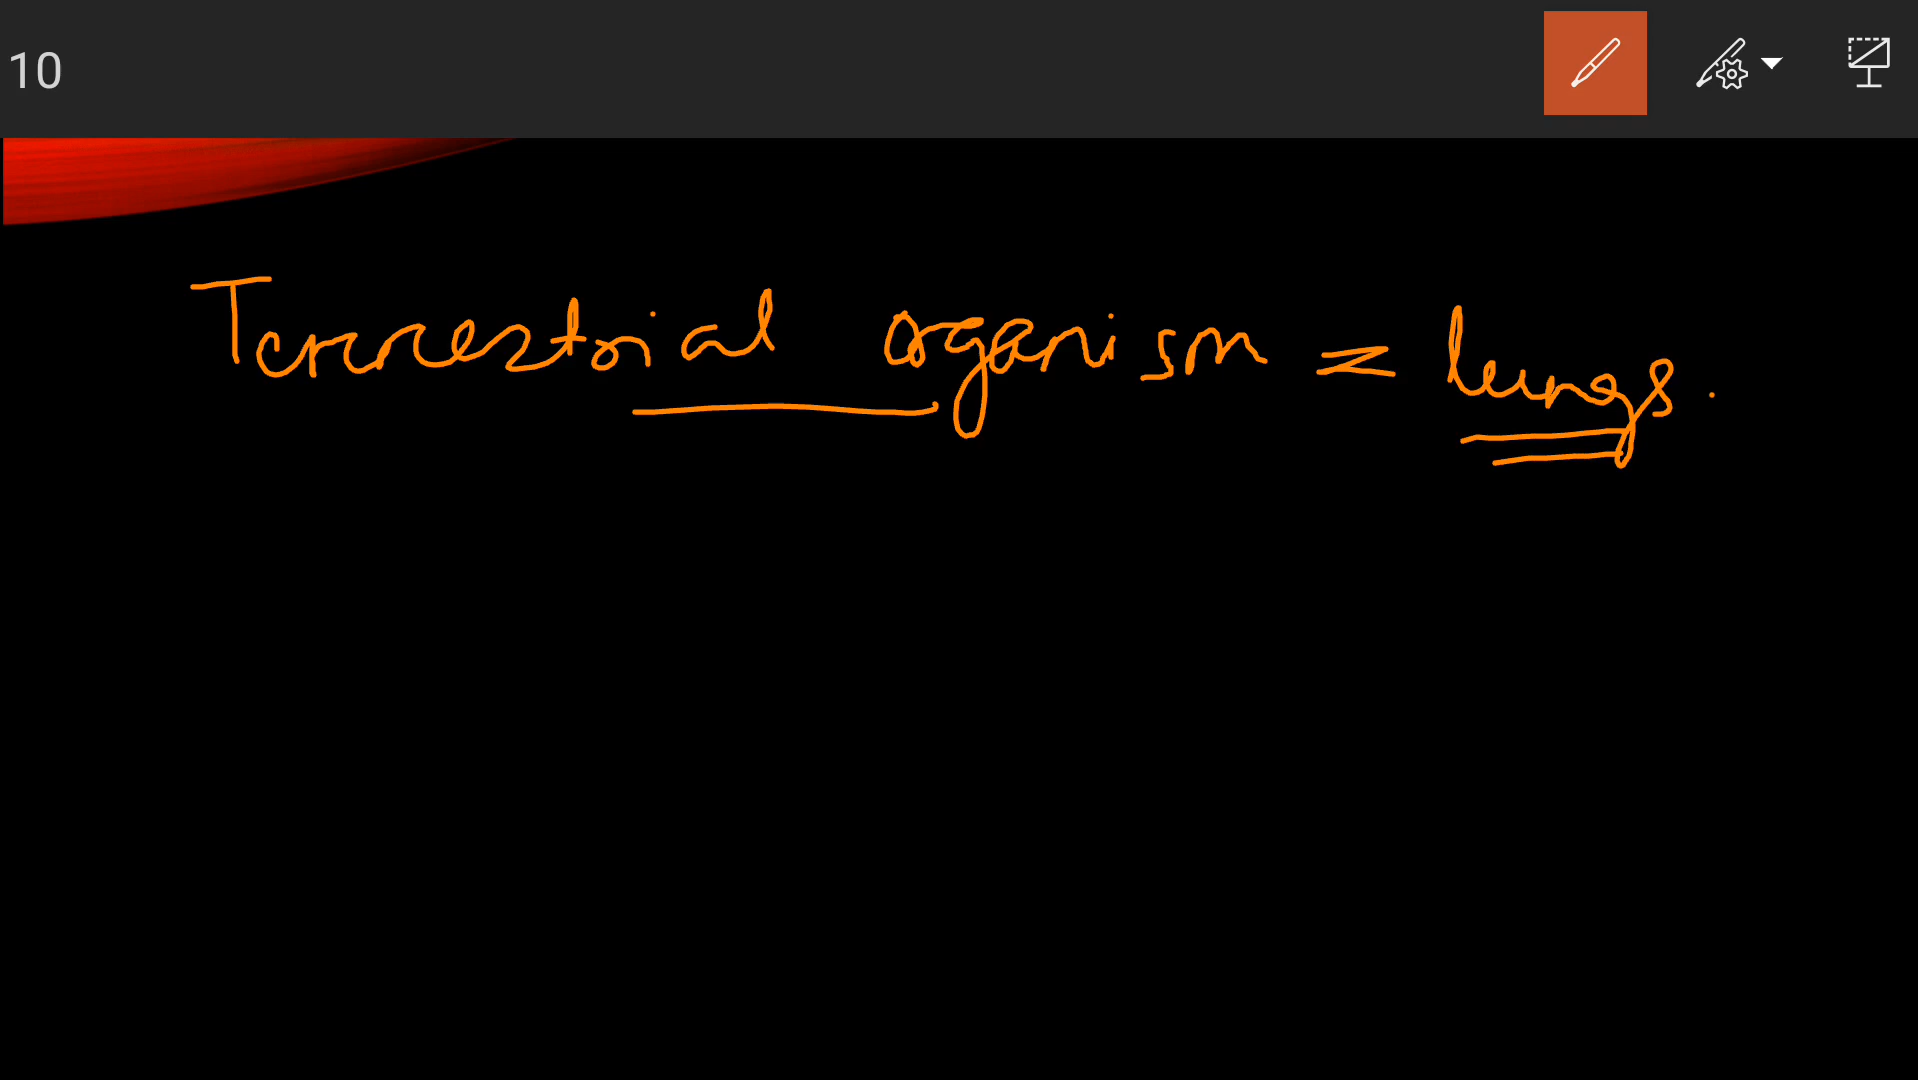 10
Terrestrial organism = lungs.